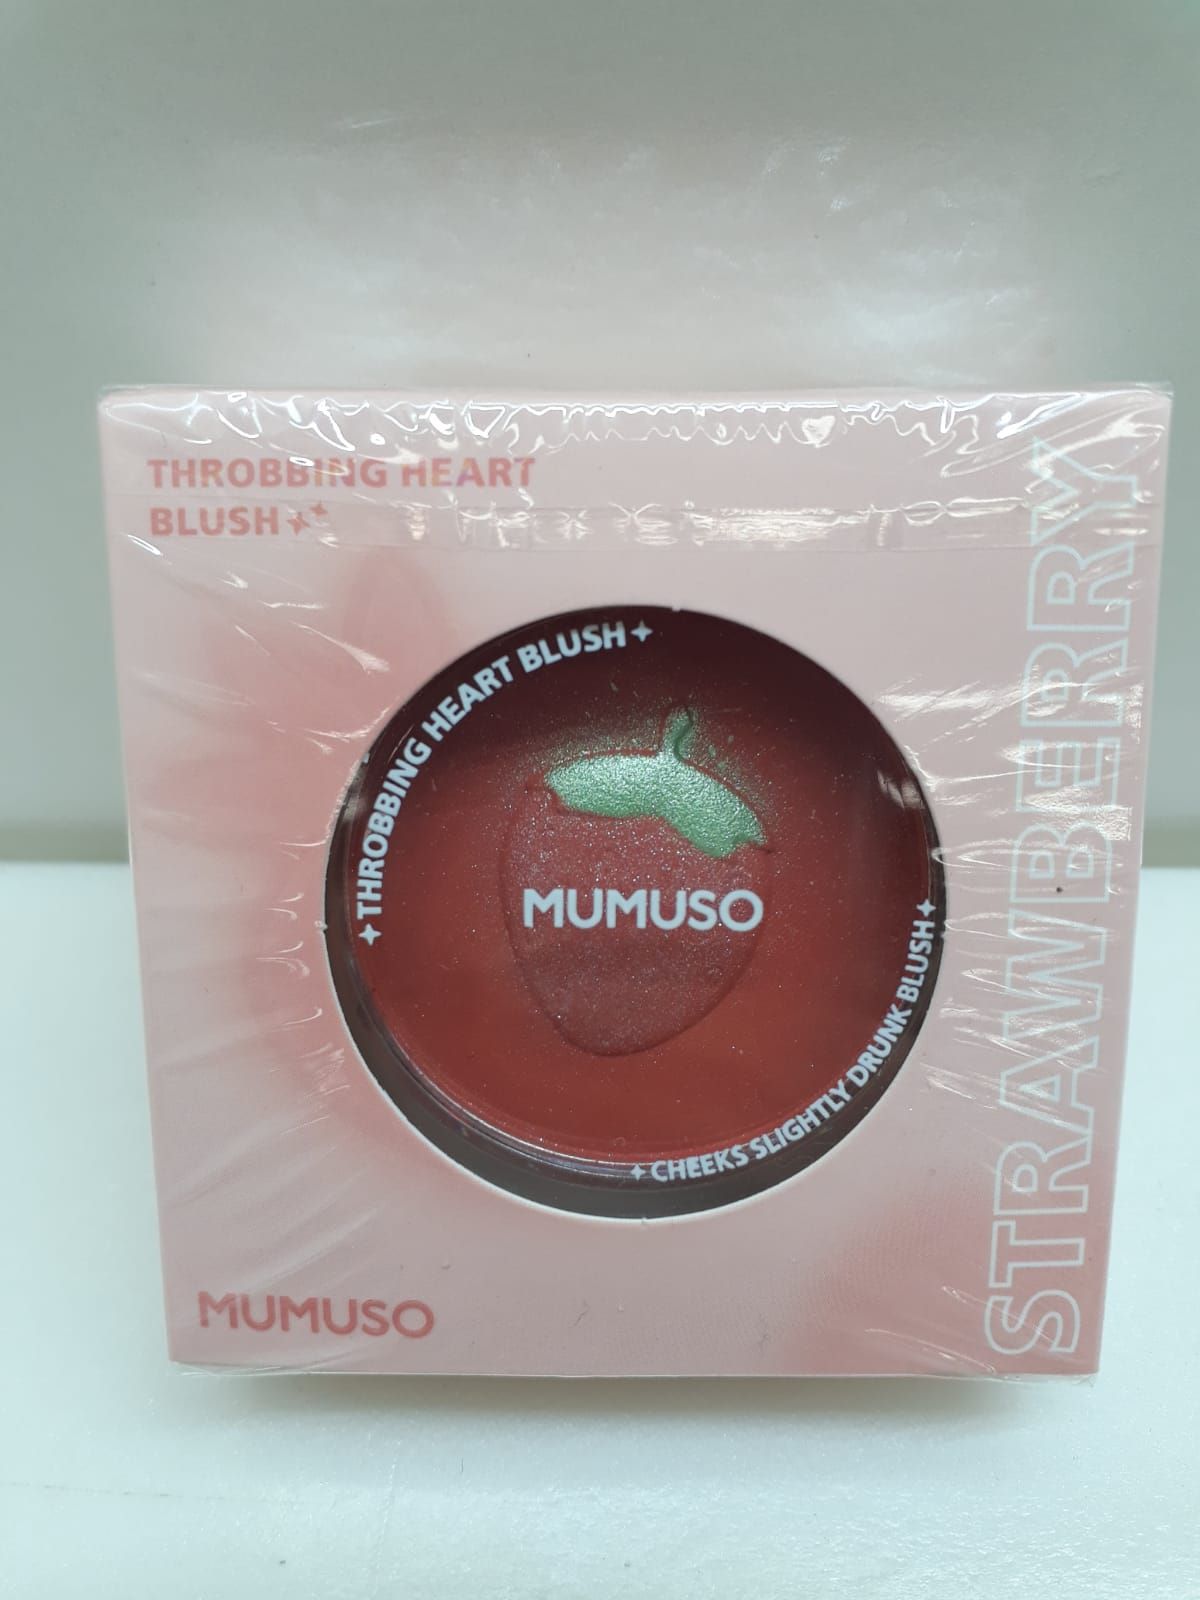 THROBBING HEART
BLUSH
THROBBING HEART BLUSH
MUMUSO
CHEEKS SLIGHTLY DRUNK BLUSH
STRAWBERRY
MUMUSO